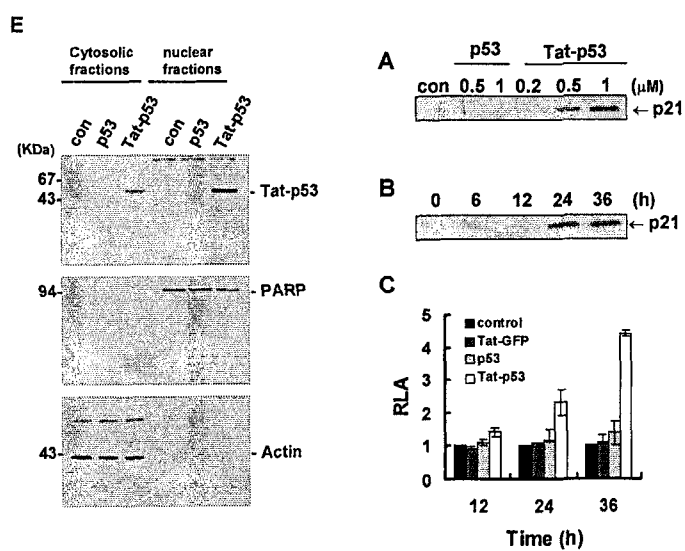 E
Cytosolic fractions
nuclear fractions
con p53 Tat-p53 con p53 Tat-p53
(KDa)
67-
43-
- Tat-p53
94-
- PARP
43-
- Actin
A
p53 Tat-p53
con 0.5 1 0.2 0.5 1 (μM)
← p21
B
0 6 12 24 36 (h)
← p21
C
5
4
3
2
1
0
RLA
control
Tat-GFP
p53
Tat-p53
12 24 36
Time (h)